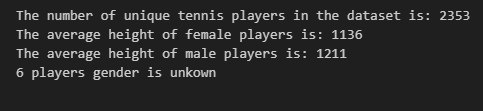 The number of unique tennis players in the dataset is: 2353
The average height of female players is: 1136
The average height of male players is: 1211
6 players gender is unkown